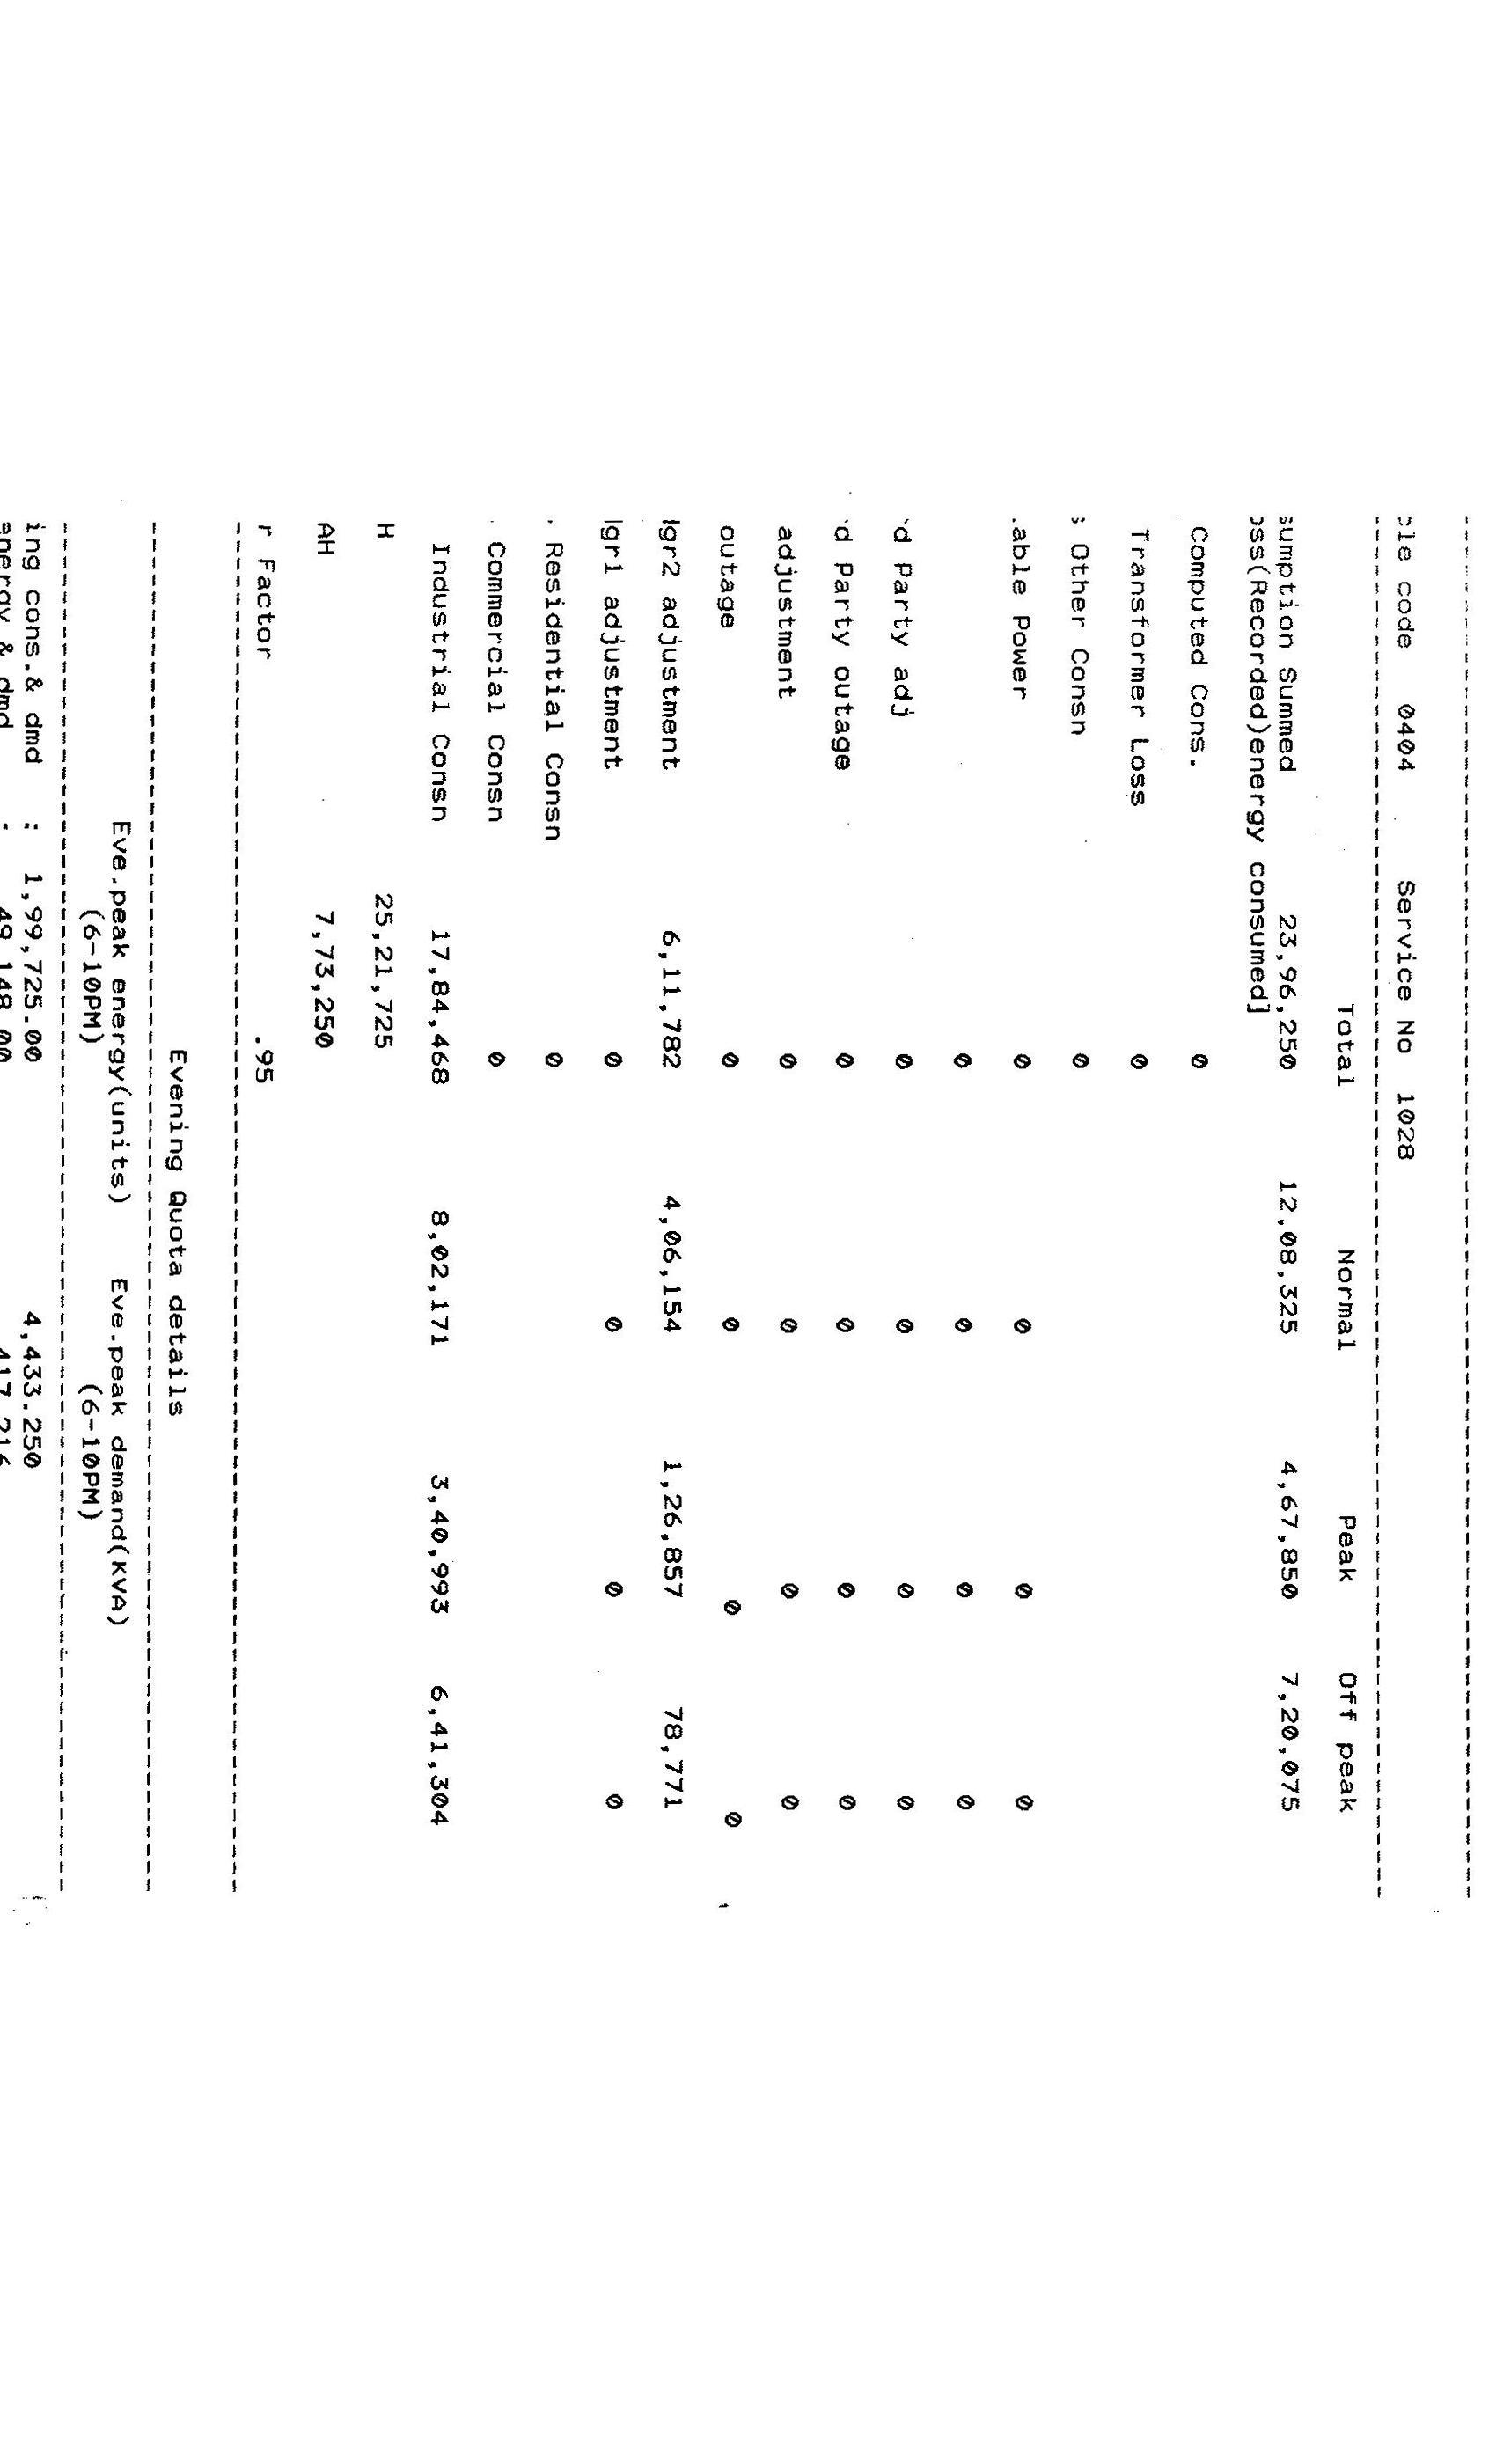 cle code 0404 Service No 1028
Total Normal Peak Off peak
sumption Summed 23,96,250 12,08,325 4,67,850 7,20,075
oss(Recorded)energy consumed]
Computed Cons. 0
Transformer Loss 0
s Other Consn 0
.able Power 0 0 0 0
0 0 0 0
'd Party adj 0 0 0 0
'd Party outage 0 0 0 0
adjustment 0 0 0 0
outage 0 0 0 0
lgr2 adjustment 6,11,782 4,06,154 1,26,857 78,771
lgr1 adjustment 0 0 0 0
. Residential Consn 0
. Commercial Consn 0
Industrial Consn 17,84,468 8,02,171 3,40,993 6,41,304
H 25,21,725
AH 7,73,250
r Factor .95
Evening Quota details
Eve.peak energy(units) Eve.peak demand(KVA)
(6-10PM) (6-10PM)
ing cons.& dmd : 1,99,725.00 4,433.250
energy & dmd : 49,148.00 417.216